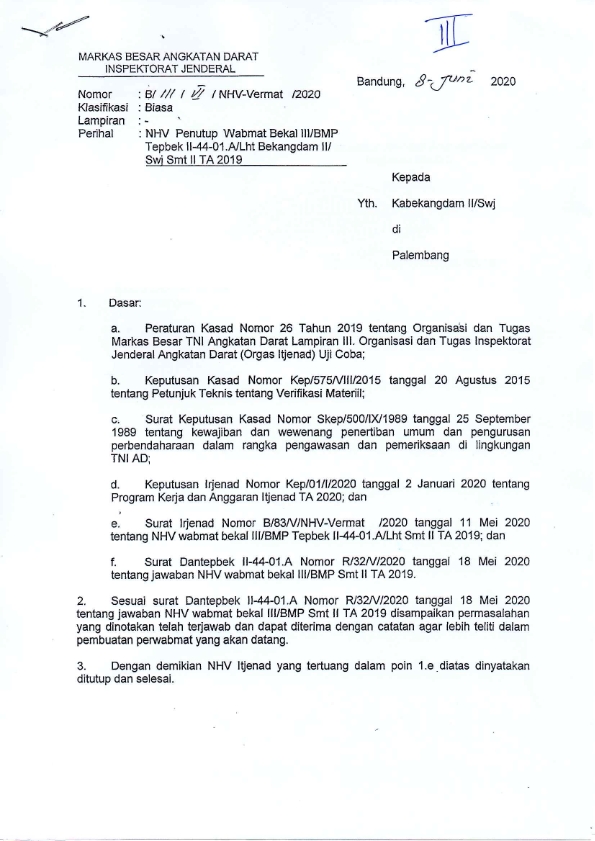 III
MARKAS BESAR ANGKATAN DARAT
INSPEKTORAT JENDERAL
Bandung, 8 - Juni 2020
Nomor : B/ 111 / VI / NHV-Vermat /2020
Klasifikasi : Biasa
Lampiran : -
Perihal : NHV Penutup Wabmat Bekal III/BMP
Tepbek II-44-01.A/Lht Bekangdam II/
Swj Smt II TA 2019
Kepada
Yth. Kabekangdam II/Swj
di
Palembang
1. Dasar:
a. Peraturan Kasad Nomor 26 Tahun 2019 tentang Organisasi dan Tugas
Markas Besar TNI Angkatan Darat Lampiran III. Organisasi dan Tugas Inspektorat
Jenderal Angkatan Darat (Orgas Itjenad) Uji Coba;
b. Keputusan Kasad Nomor Kep/575/VIII/2015 tanggal 20 Agustus 2015
tentang Petunjuk Teknis tentang Verifikasi Materiil;
c. Surat Keputusan Kasad Nomor Skep/500/IX/1989 tanggal 25 September
1989 tentang kewajiban dan wewenang penertiban umum dan pengurusan
perbendaharaan dalam rangka pengawasan dan pemeriksaan di lingkungan
TNI AD;
d. Keputusan Irjenad Nomor Kep/01/I/2020 tanggal 2 Januari 2020 tentang
Program Kerja dan Anggaran Itjenad TA 2020; dan
e. Surat Irjenad Nomor B/83/V/NHV-Vermat /2020 tanggal 11 Mei 2020
tentang NHV wabmat bekal III/BMP Tepbek II-44-01.A/Lht Smt II TA 2019; dan
f. Surat Dantepbek II-44-01.A Nomor R/32/V/2020 tanggal 18 Mei 2020
tentang jawaban NHV wabmat bekal III/BMP Smt II TA 2019.
2. Sesuai surat Dantepbek II-44-01.A Nomor R/32/V/2020 tanggal 18 Mei 2020
tentang jawaban NHV wabmat bekal III/BMP Smt II TA 2019 disampaikan permasalahan
yang dinotakan telah terjawab dan dapat diterima dengan catatan agar lebih teliti dalam
pembuatan perwabmat yang akan datang.
3. Dengan demikian NHV Itjenad yang tertuang dalam poin 1.e diatas dinyatakan
ditutup dan selesai.